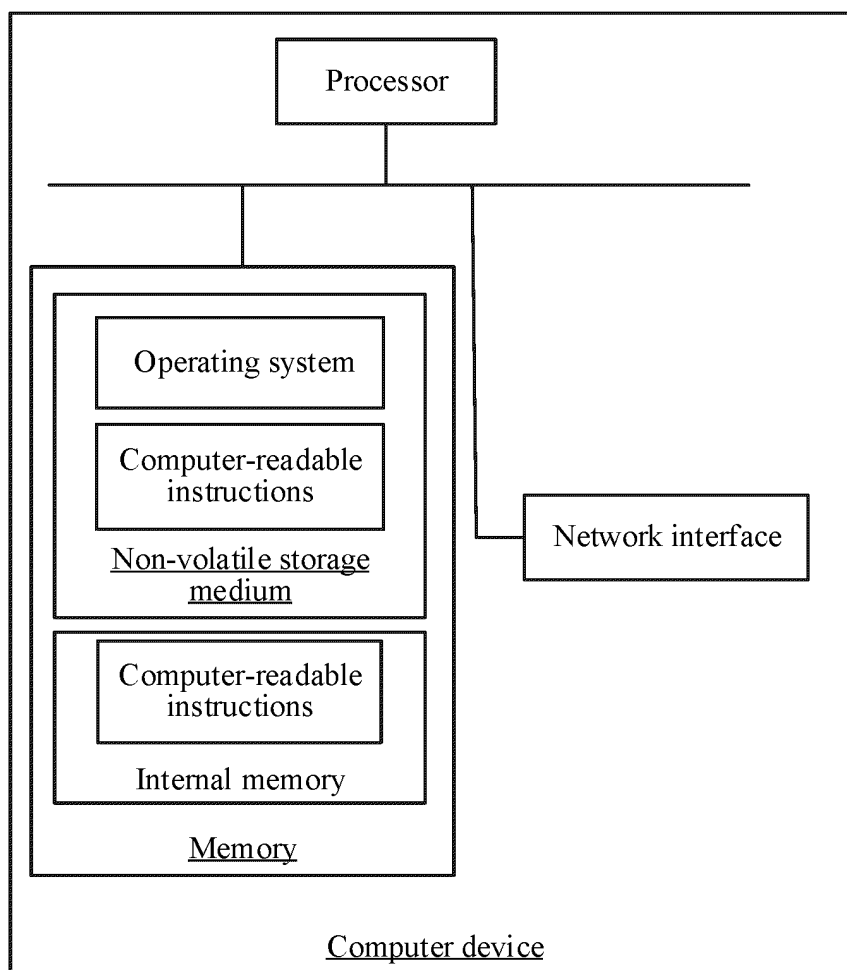 Processor
Operating system
Computer-readable
instructions
Non-volatile storage
medium
Network interface
Computer-readable
instructions
Internal memory
Memory
Computer device